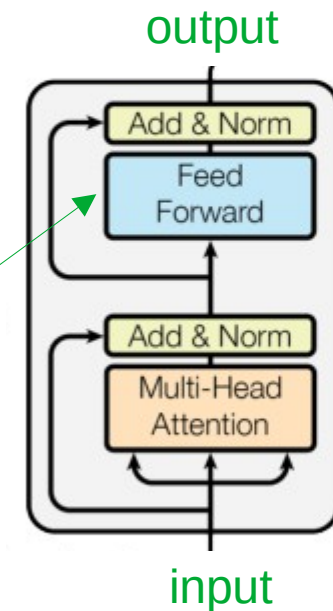 output
Add & Norm
Feed
Forward
Add & Norm
Multi-Head
Attention
input